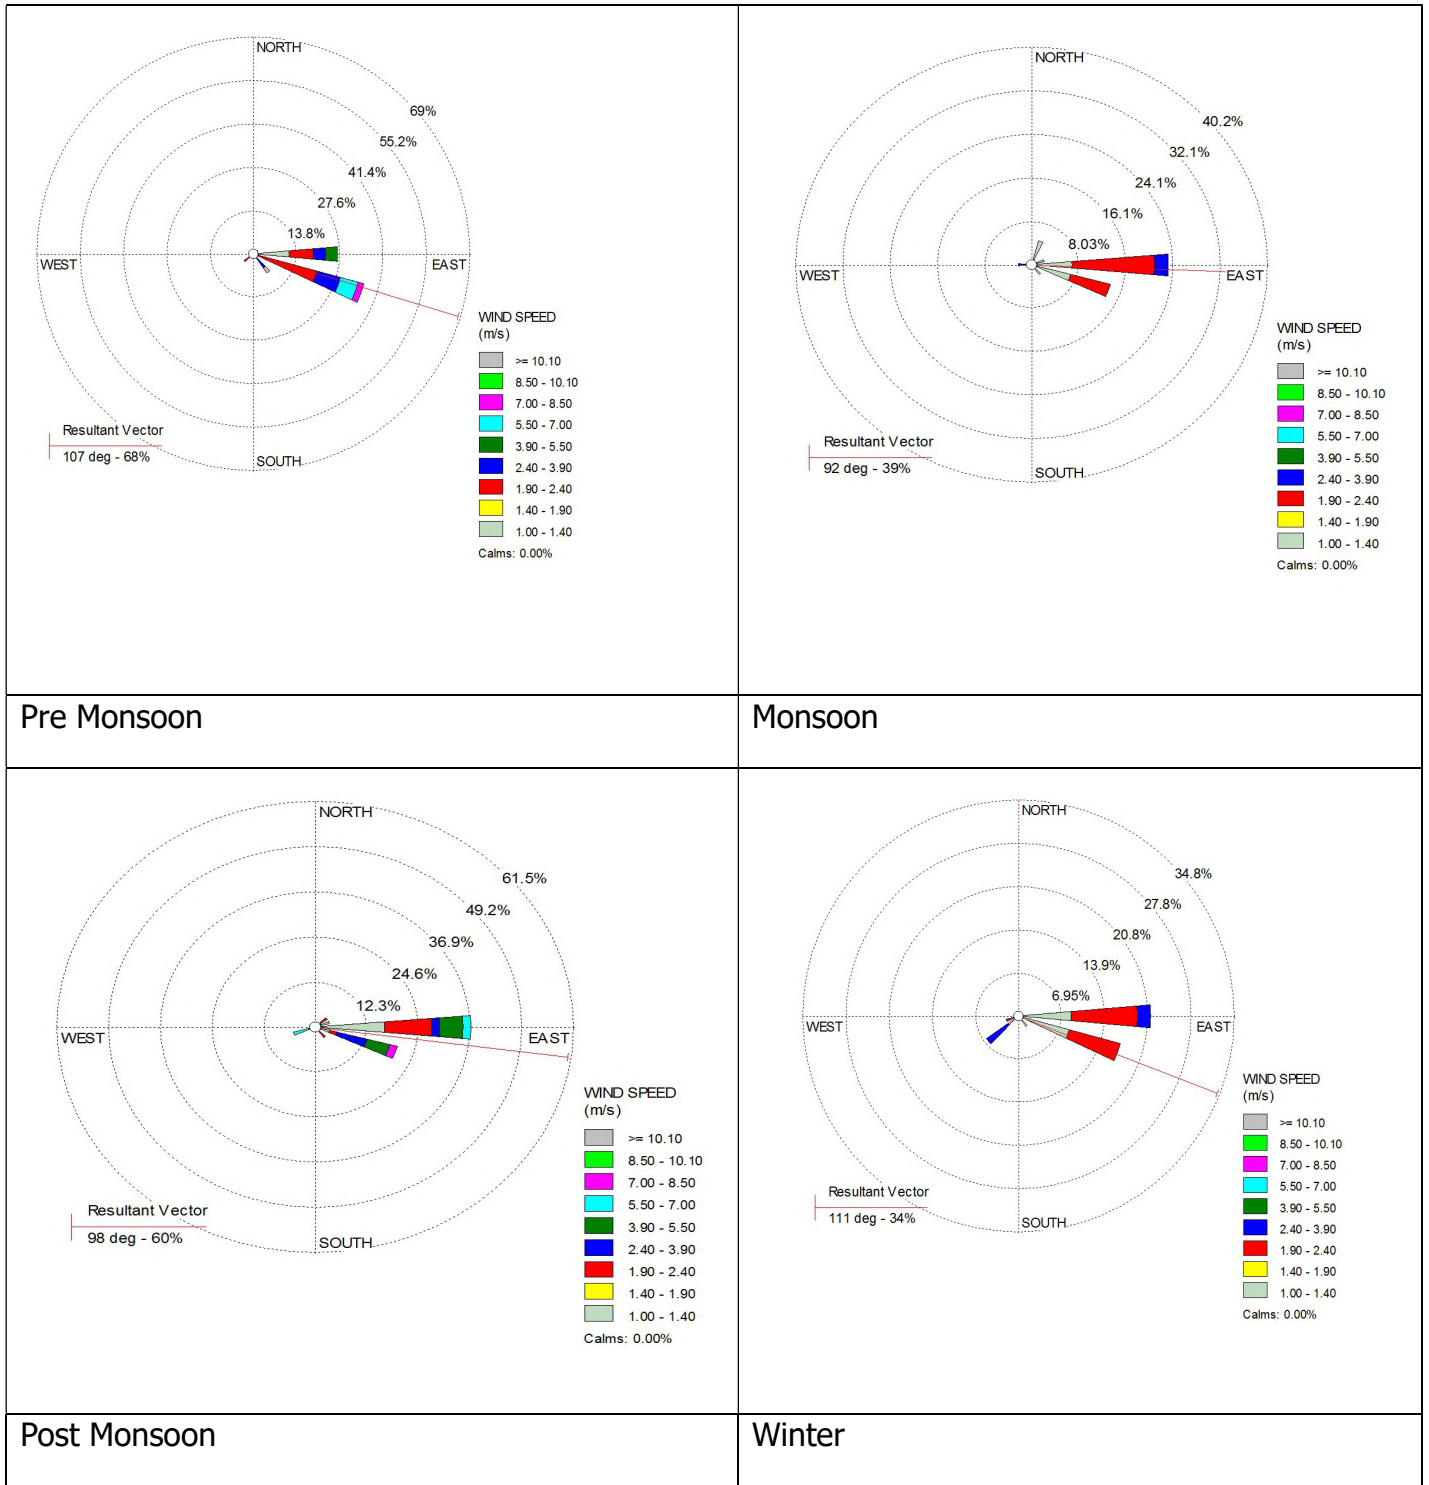 NORTH
69%
55.2%
41.4%
27.6%
13.8%
WEST
EAST
WIND SPEED
(m/s)
>= 10.10
8.50 - 10.10
7.00 - 8.50
5.50 - 7.00
3.90 - 5.50
2.40 - 3.90
1.90 - 2.40
1.40 - 1.90
1.00 - 1.40
Calms: 0.00%
Resultant Vector
107 deg - 68%
SOUTH
Pre Monsoon
NORTH
40.2%
32.1%
24.1%
16.1%
8.03%
WEST
EAST
WIND SPEED
(m/s)
>= 10.10
8.50 - 10.10
7.00 - 8.50
5.50 - 7.00
3.90 - 5.50
2.40 - 3.90
1.90 - 2.40
1.40 - 1.90
1.00 - 1.40
Calms: 0.00%
Resultant Vector
92 deg - 39%
SOUTH
Monsoon
NORTH
61.5%
49.2%
36.9%
24.6%
12.3%
WEST
EAST
WIND SPEED
(m/s)
>= 10.10
8.50 - 10.10
7.00 - 8.50
5.50 - 7.00
3.90 - 5.50
2.40 - 3.90
1.90 - 2.40
1.40 - 1.90
1.00 - 1.40
Calms: 0.00%
Resultant Vector
98 deg - 60%
SOUTH
Post Monsoon
NORTH
34.8%
27.8%
20.8%
13.9%
6.95%
WEST
EAST
WIND SPEED
(m/s)
>= 10.10
8.50 - 10.10
7.00 - 8.50
5.50 - 7.00
3.90 - 5.50
2.40 - 3.90
1.90 - 2.40
1.40 - 1.90
1.00 - 1.40
Calms: 0.00%
Resultant Vector
111 deg - 34%
SOUTH
Winter